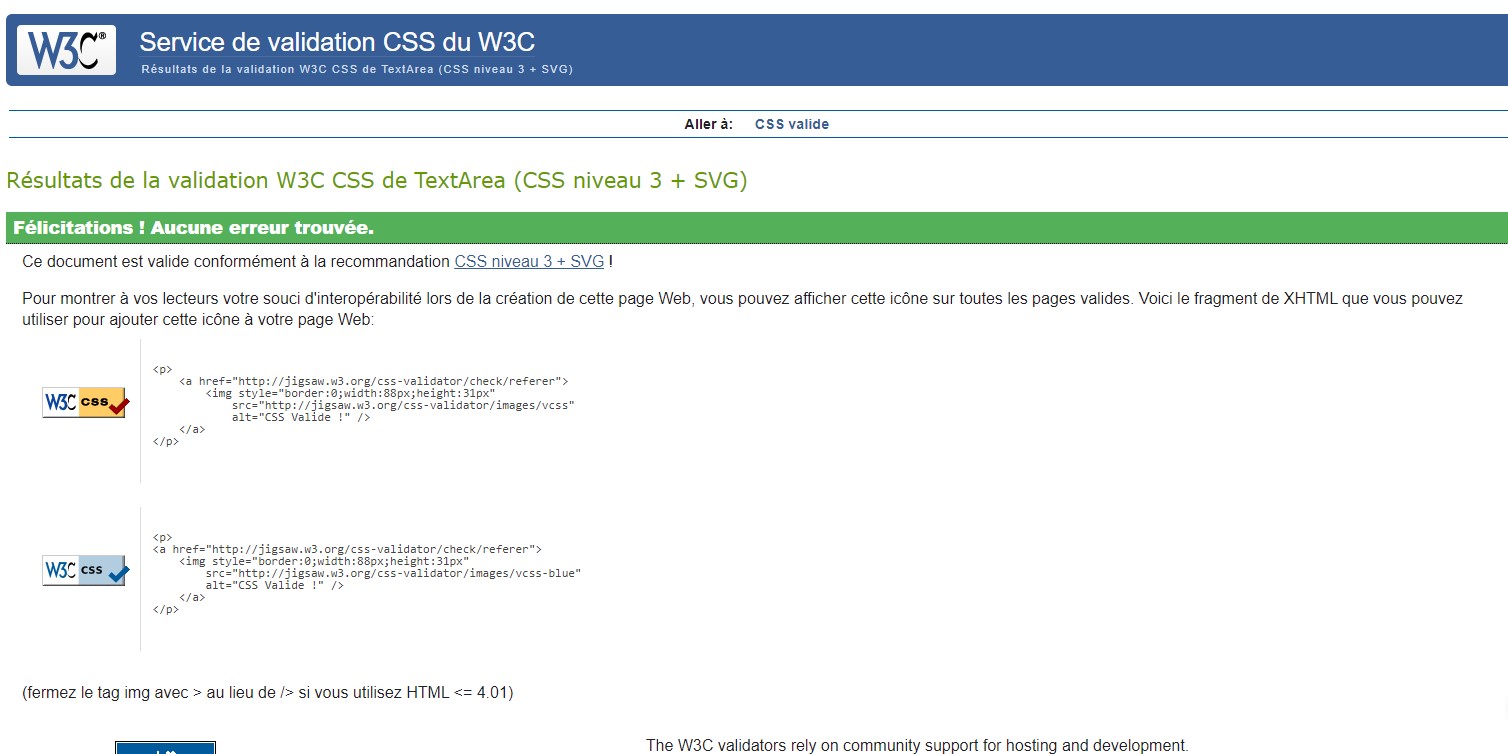 W3C®
Service de validation CSS du W3C
Résultats de la validation W3C CSS de TextArea (CSS niveau 3 + SVG)
Aller à: CSS valide
Résultats de la validation W3C CSS de TextArea (CSS niveau 3 + SVG)
Félicitations ! Aucune erreur trouvée.
Ce document est valide conformément à la recommandation CSS niveau 3 + SVG !
Pour montrer à vos lecteurs votre souci d'interopérabilité lors de la création de cette page Web, vous pouvez afficher cette icône sur toutes les pages valides. Voici le fragment de XHTML que vous pouvez
utiliser pour ajouter cette icône à votre page Web:
W3C css
<p>
<a href="http://jigsaw.w3.org/css-validator/check/referer">
<img style="border:0;width:88px;height:31px"
src="http://jigsaw.w3.org/css-validator/images/vcss"
alt="CSS Valide !" />
</a>
</p>
W3C css
<p>
<a href="http://jigsaw.w3.org/css-validator/check/referer">
<img style="border:0;width:88px;height:31px"
src="http://jigsaw.w3.org/css-validator/images/vcss-blue"
alt="CSS Valide !" />
</a>
</p>
(fermez le tag img avec > au lieu de /> si vous utilisez HTML <= 4.01)
The W3C validators rely on community support for hosting and development.